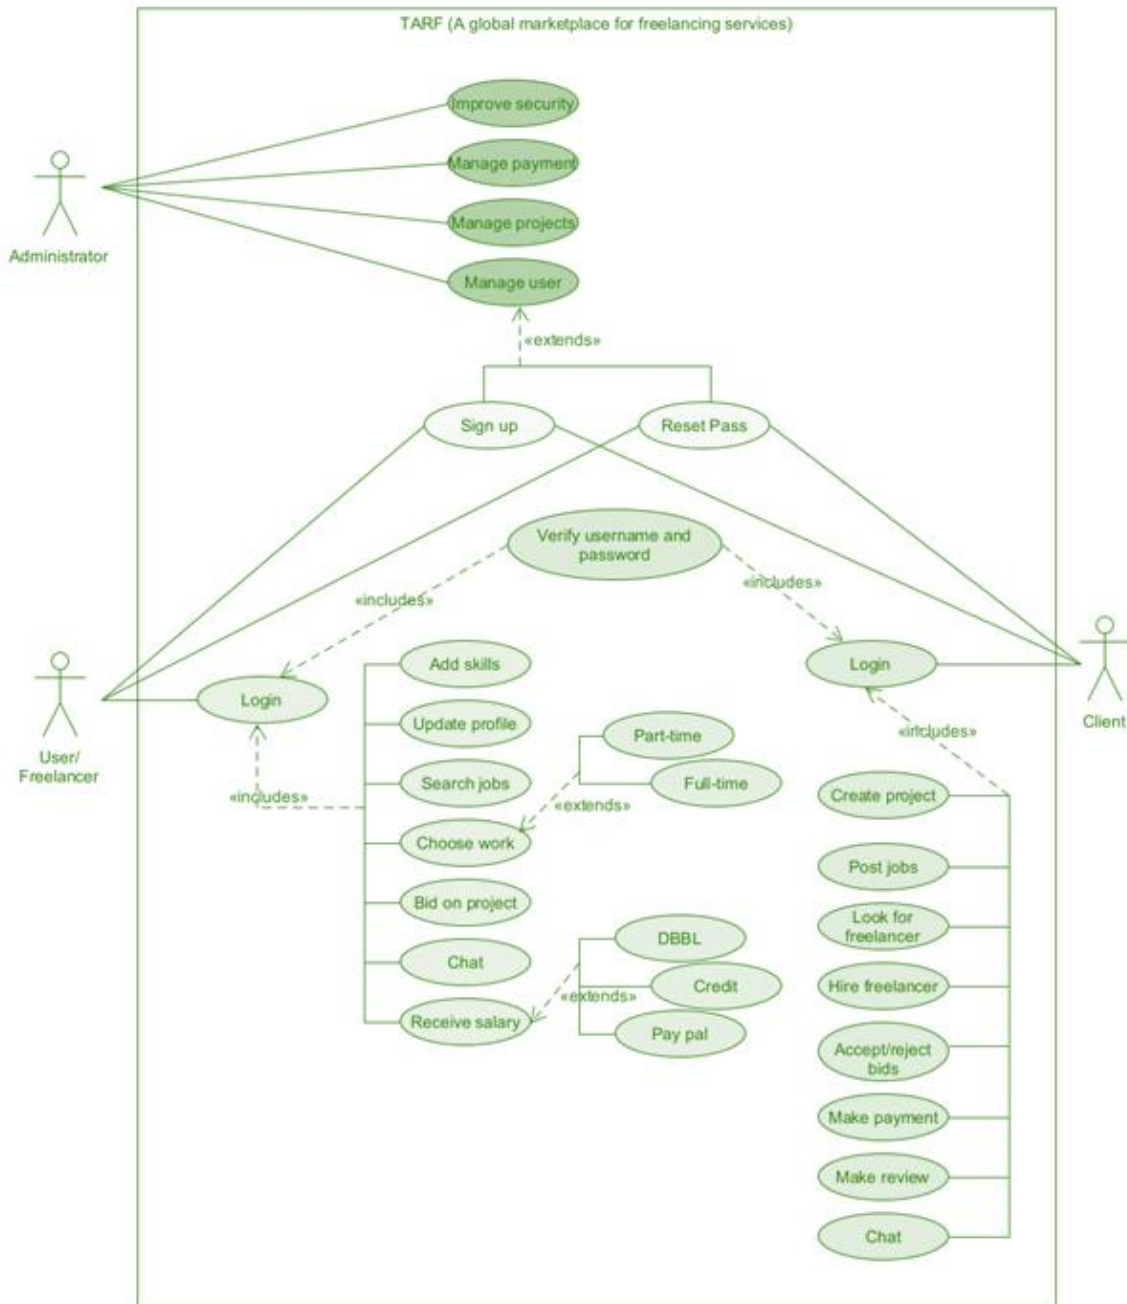 TARF (A global marketplace for freelancing services)
Improve security
Manage payment
Manage projects
Manage user
Administrator
«extends»
Sign up
Reset Pass
Verify username and
password
«includes»
«includes»
Login
User/
Freelancer
Login
Client
«includes»
«includes»
Add skills
Update profile
Search jobs
Choose work
Bid on project
Chat
Receive salary
Part-time
Full-time
«extends»
DBBL
Credit
Pay pal
«extends»
Create project
Post jobs
Look for
freelancer
Hire freelancer
Accept/reject
bids
Make payment
Make review
Chat